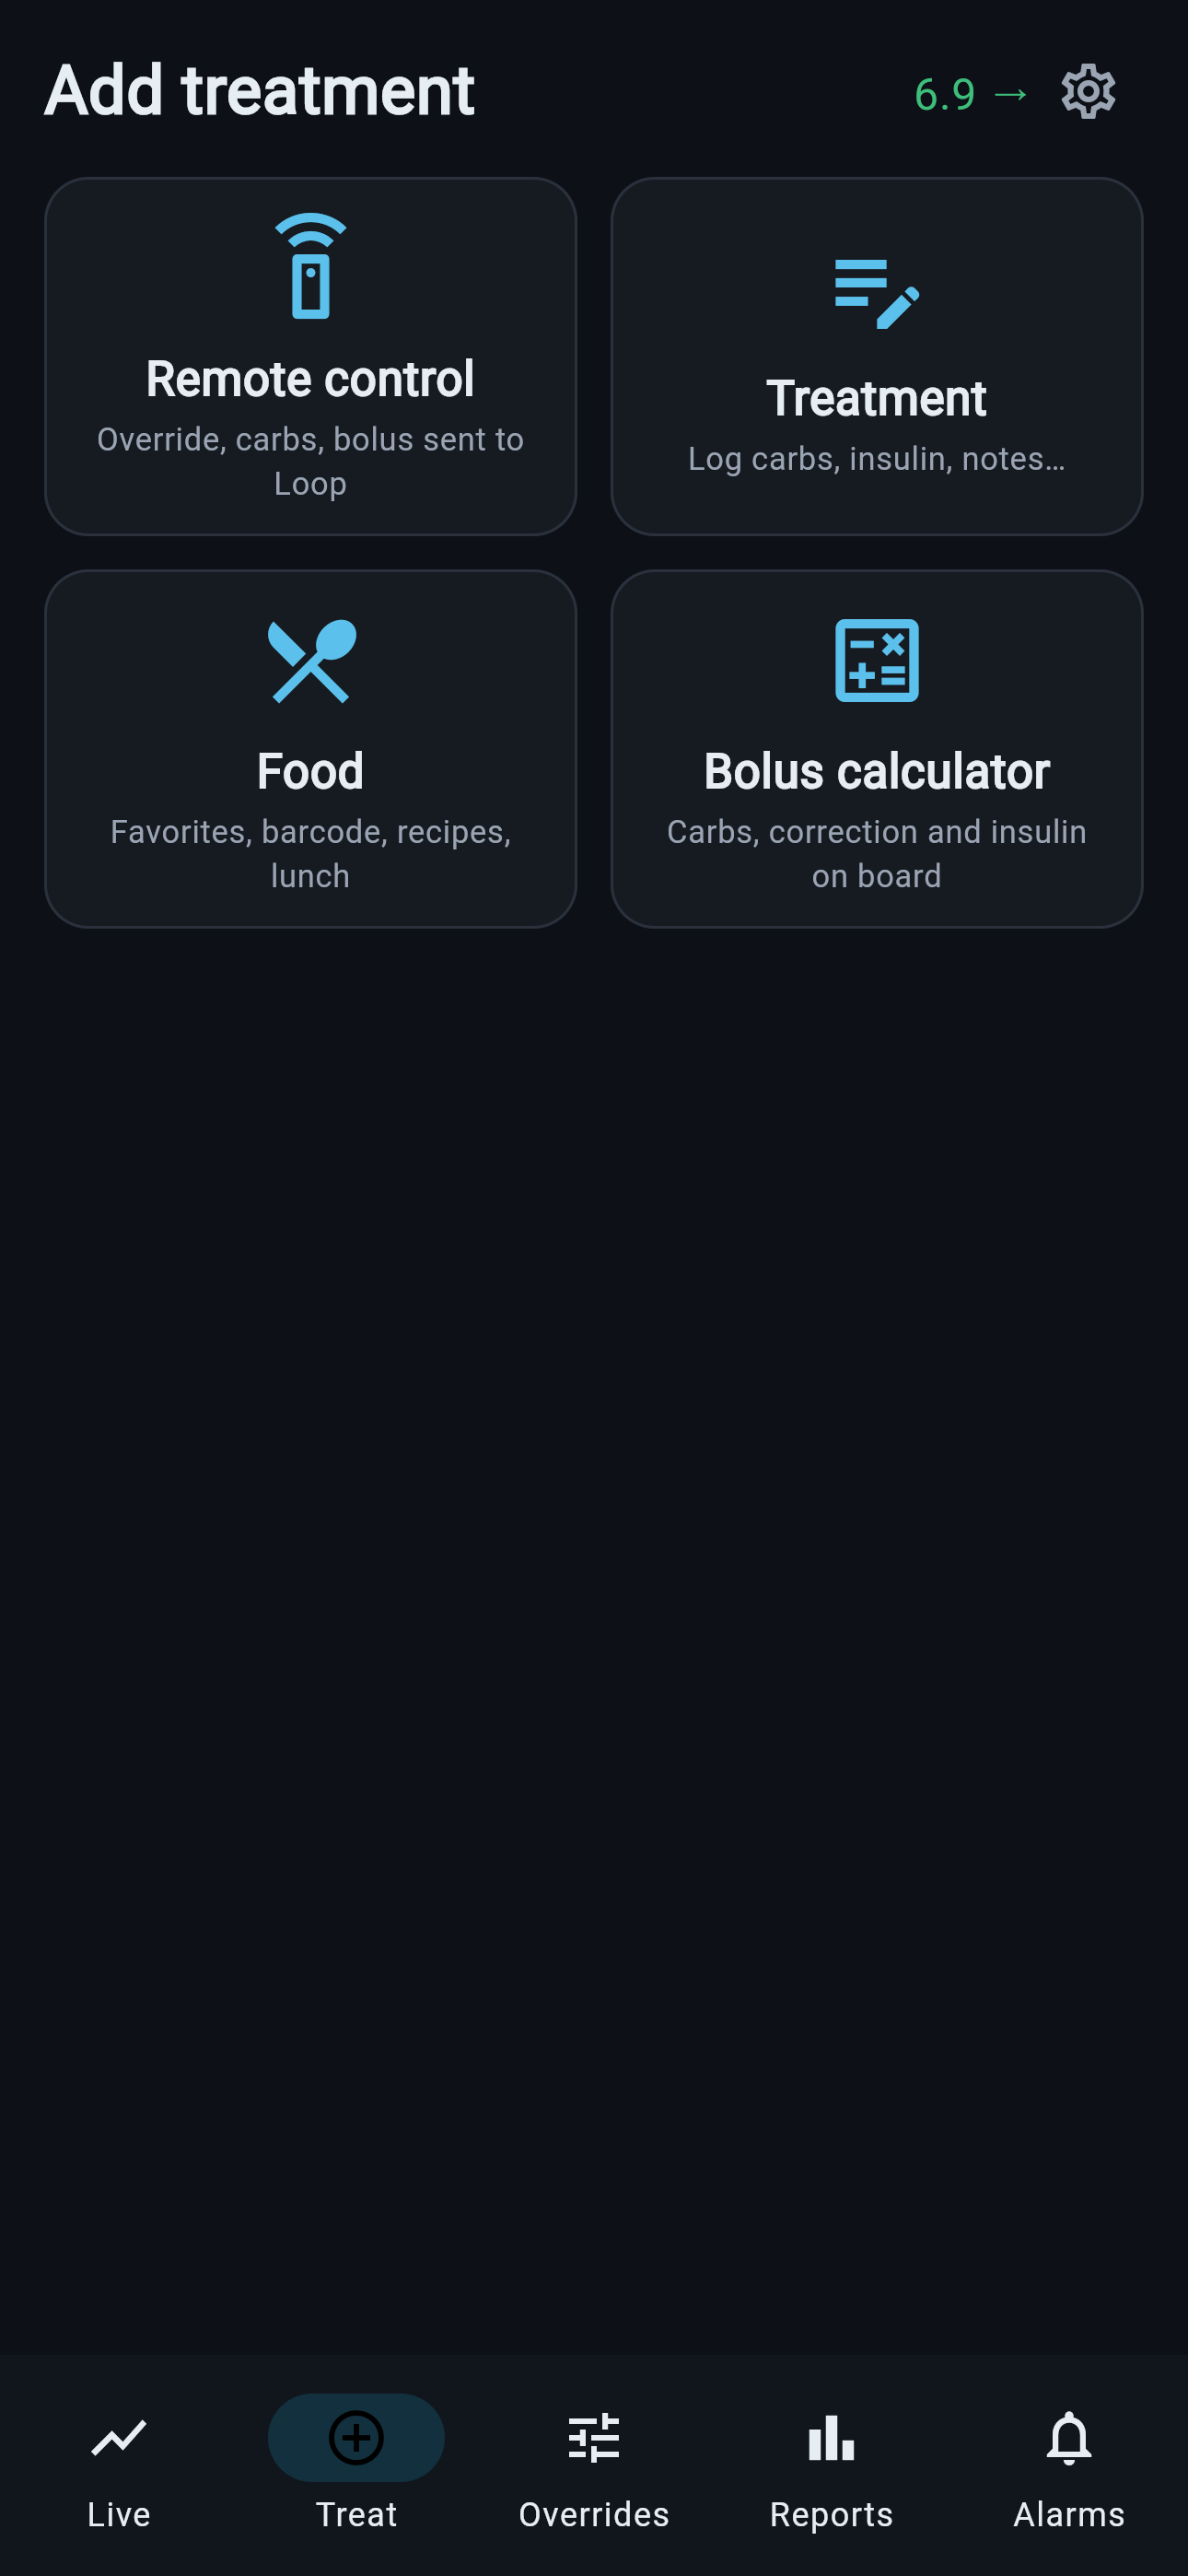 Add treatment
6.9 →
Remote control
Override, carbs, bolus sent to
Loop
Treatment
Log carbs, insulin, notes…
Food
Favorites, barcode, recipes,
lunch
Bolus calculator
Carbs, correction and insulin
on board
Live
Treat
Overrides
Reports
Alarms